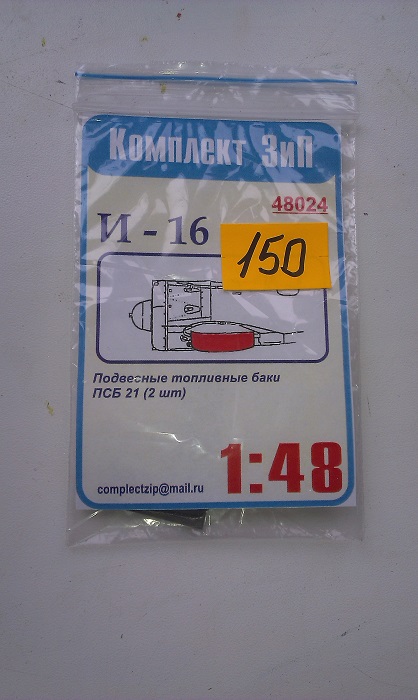 Комплект ЗиП
48024
И - 16
150
Подвесные топливные баки
ПСБ 21 (2 шт)
1:48
complectzip@mail.ru